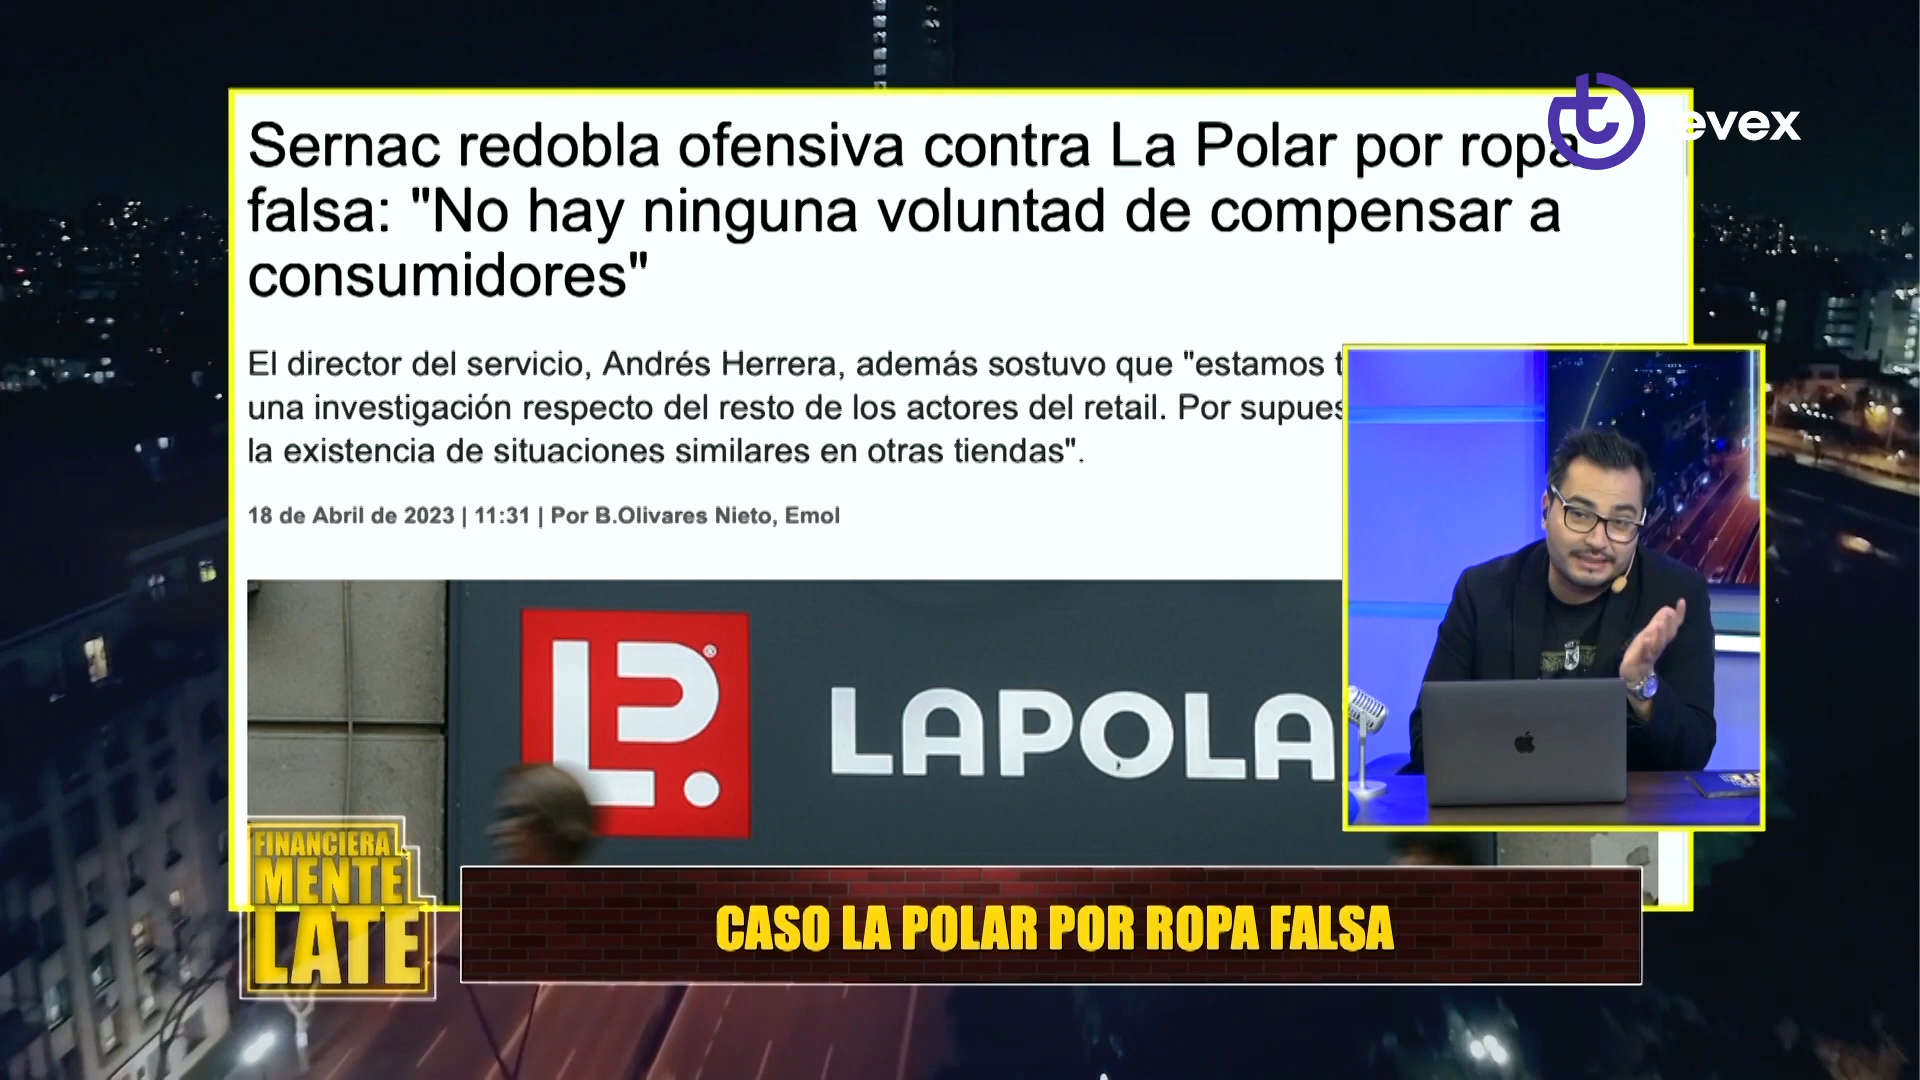 Sernac redobla ofensiva contra La Polar por ropa
falsa: "No hay ninguna voluntad de compensar a
consumidores"
tevex
El director del servicio, Andrés Herrera, además sostuvo que "estamos
una investigación respecto del resto de los actores del retail. Por
la existencia de situaciones similares en otras tiendas".
18 de Abril de 2023 | 11:31 | Por B.Olivares Nieto, Emol
LP.
LAPOLA
FINANCIERA
MENTE
LATE
CASO LA POLAR POR ROPA FALSA